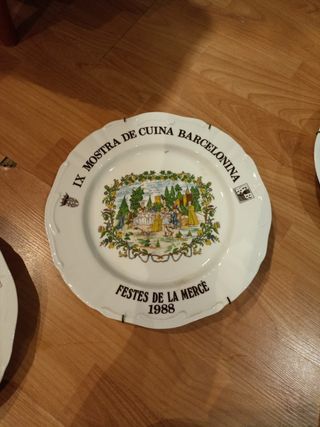 IX MOSTRA DE CUINA BARCELONINA
FESTES DE LA MERCÈ
1988